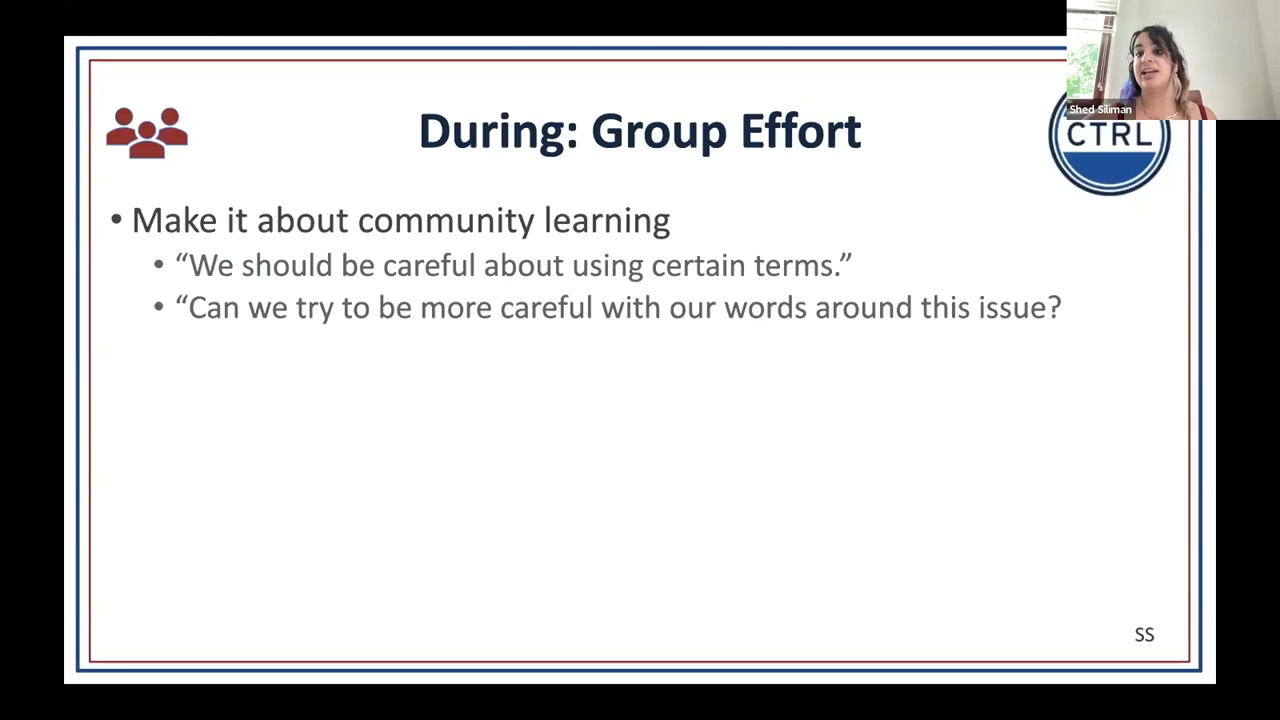 Shed Siliman
During: Group Effort
CTRL
• Make it about community learning
• “We should be careful about using certain terms.”
• “Can we try to be more careful with our words around this issue?
SS